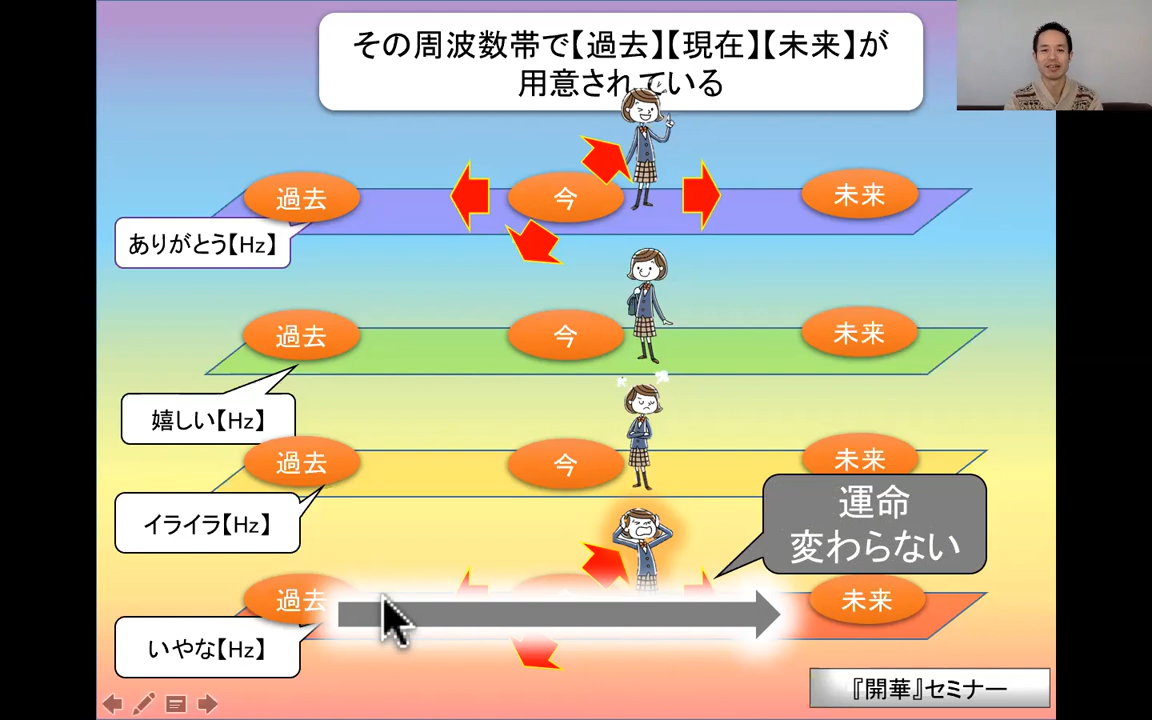 その周波数帯で【過去】【現在】【未来】が
用意されている
過去
今
未来
ありがとう【Hz】
過去
今
未来
嬉しい【Hz】
過去
今
未来
イライラ【Hz】
運命
変わらない
過去
未来
いやな【Hz】
『開華』セミナー